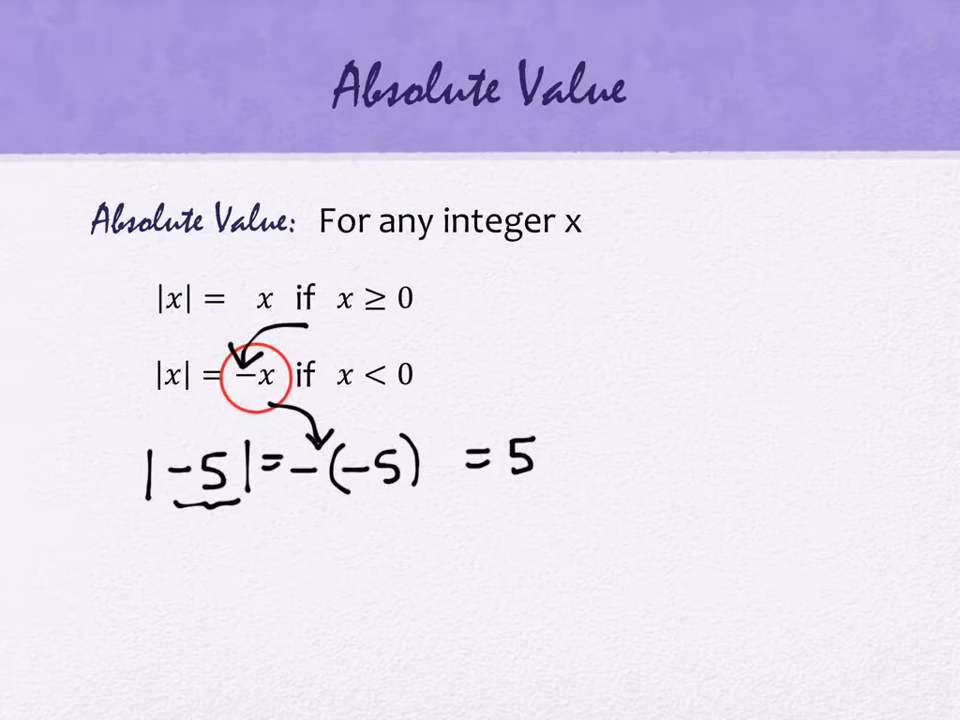 Absolute Value
Absolute Value: For any integer x
|x| = x if x ≥ 0
|x| = −x if x < 0
|−5| = −(−5) = 5